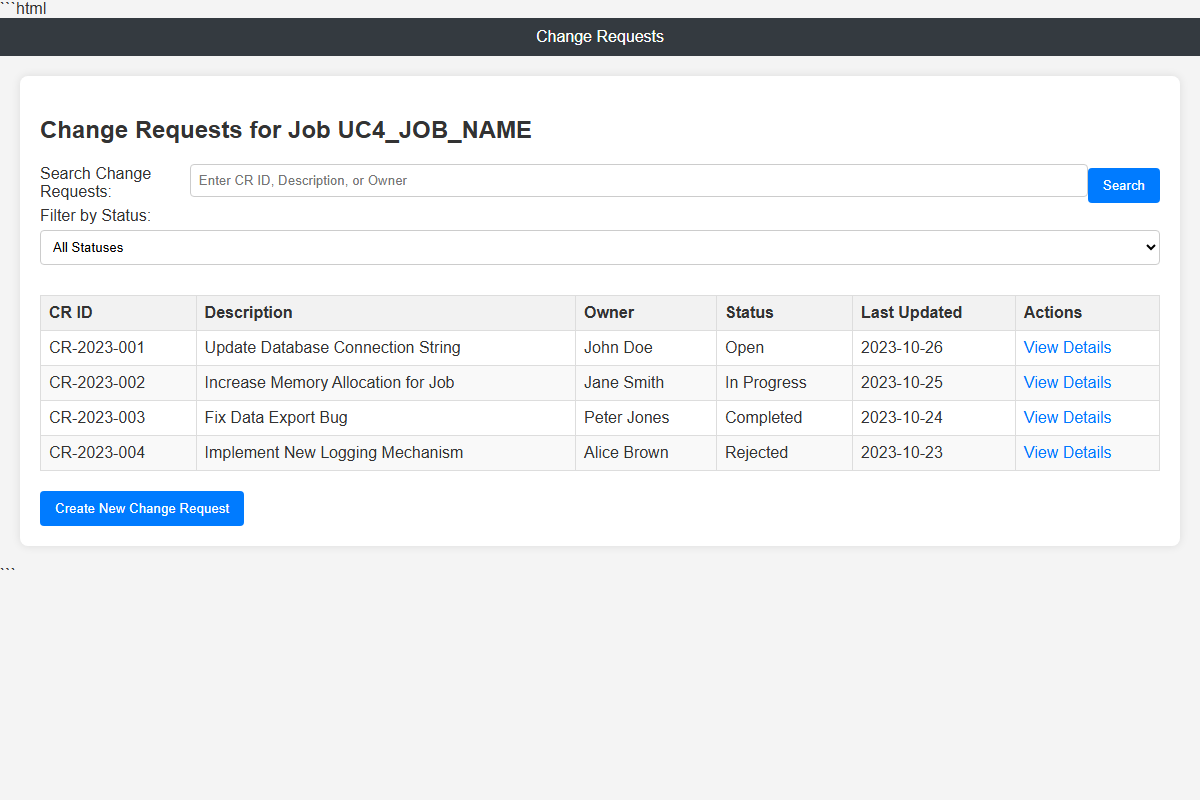 ```html
Change Requests
Change Requests for Job UC4_JOB_NAME
Search Change
Requests:
Enter CR ID, Description, or Owner
Search
Filter by Status:
All Statuses
CR ID Description Owner Status Last Updated Actions
CR-2023-001 Update Database Connection String John Doe Open 2023-10-26 View Details
CR-2023-002 Increase Memory Allocation for Job Jane Smith In Progress 2023-10-25 View Details
CR-2023-003 Fix Data Export Bug Peter Jones Completed 2023-10-24 View Details
CR-2023-004 Implement New Logging Mechanism Alice Brown Rejected 2023-10-23 View Details
Create New Change Request
```